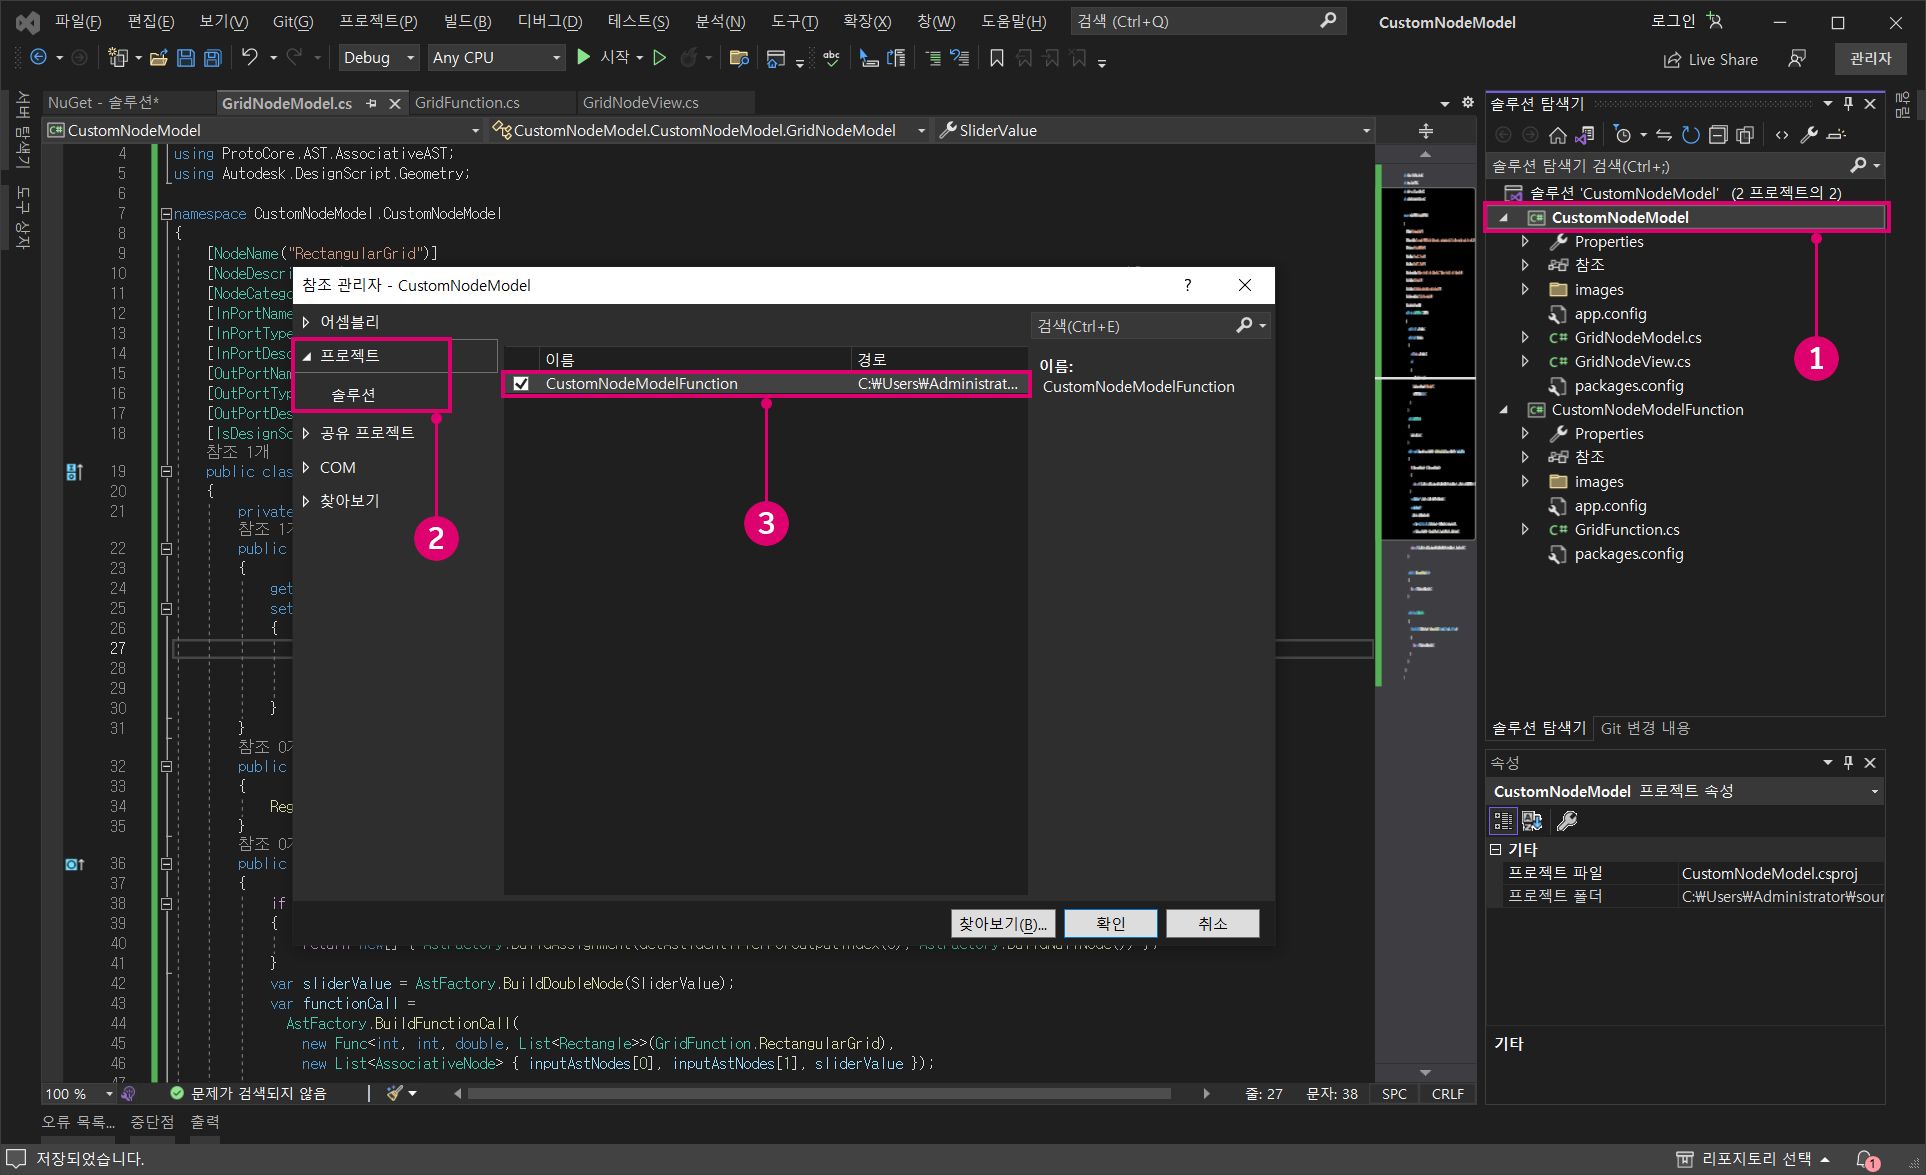 파일(F) 편집(E) 보기(V) Git(G) 프로젝트(P) 빌드(B) 디버그(D) 테스트(S) 분석(N) 도구(T) 확장(X) 창(W) 도움말(H) 검색 (Ctrl+Q) CustomNodeModel 로그인
Debug Any CPU 시작 Live Share 관리자
서버 탐색기
도구 상자
NuGet - 솔루션* GridNodeModel.cs GridFunction.cs GridNodeView.cs
CustomNodeModel CustomNodeModel.CustomNodeModel.GridNodeModel SliderValue
4 using ProtoCore.AST.AssociativeAST;
5 using Autodesk.DesignScript.Geometry;
6
7 namespace CustomNodeModel.CustomNodeModel
8 {
9 [NodeName("RectangularGrid")]
10 [NodeDescri
11 [NodeCatego
12 [InPortName
13 [InPortType
14 [InPortDesc
15 [OutPortNam
16 [OutPortTyp
17 [OutPortDes
18 [IsDesignSc
참조 1개
19 public clas
20 {
21 private
참조 1개
22 public
23 {
24 get
25 set
26 {
27
28
29
30 }
31 }
참조 0개
32 public
33 {
34 Reg
35 }
참조 0개
36 public
37 {
38 if
39 {
40 return new[] { AstFactory.BuildAssignment(GetAstIdentifierForOutputIndex(0), AstFactory.BuildNullNode()) };
41 }
42 var sliderValue = AstFactory.BuildDoubleNode(SliderValue);
43 var functionCall =
44 AstFactory.BuildFunctionCall(
45 new Func<int, int, double, List<Rectangle>>(GridFunction.RectangularGrid),
46 new List<AssociativeNode> { inputAstNodes[0], inputAstNodes[1], sliderValue });
47
참조 관리자 - CustomNodeModel ?
어셈블리
프로젝트
솔루션
공유 프로젝트
COM
찾아보기
2
이름 경로
CustomNodeModelFunction C:₩Users₩Administrat...
3
검색(Ctrl+E)
이름:
CustomNodeModelFunction
찾아보기(B)... 확인 취소
100 % 문제가 검색되지 않음 줄: 27 문자: 38 SPC CRLF
오류 목록... 중단점 출력
솔루션 탐색기
알림
솔루션 탐색기 검색(Ctrl+;)
솔루션 'CustomNodeModel' (2 프로젝트의 2)
C# CustomNodeModel
Properties
참조
images
app.config
C# GridNodeModel.cs
C# GridNodeView.cs
packages.config
1
C# CustomNodeModelFunction
Properties
참조
images
app.config
C# GridFunction.cs
packages.config
솔루션 탐색기 Git 변경 내용
속성
CustomNodeModel 프로젝트 속성
기타
프로젝트 파일 CustomNodeModel.csproj
프로젝트 폴더 C:₩Users₩Administrator₩sour
기타
저장되었습니다. 리포지토리 선택 1